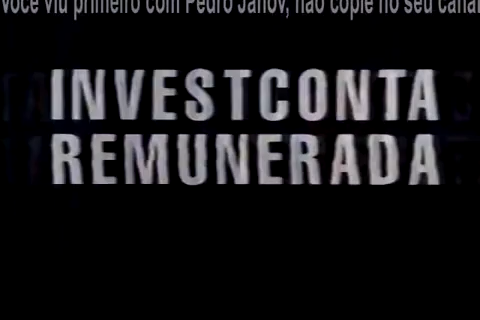 Você viu primeiro com Pedro Janov, não copie no seu canal
INVESTCONTA
REMUNERADA